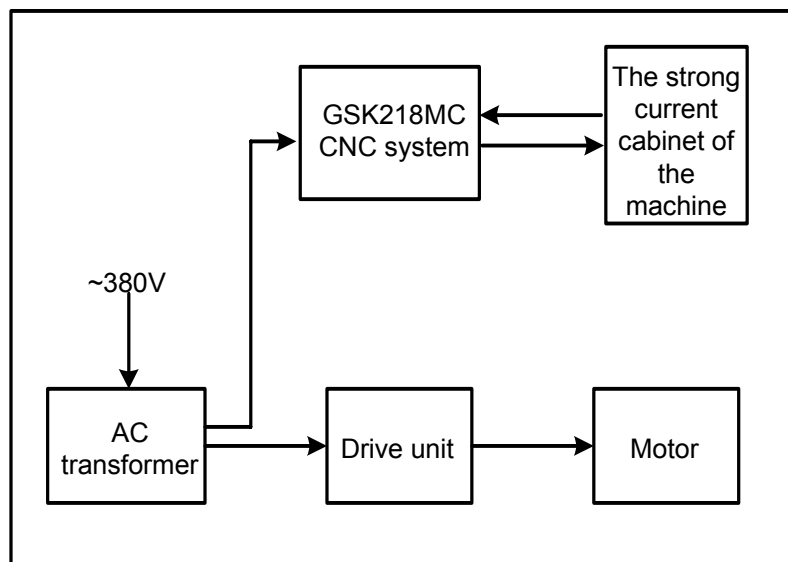 GSK218MC
CNC system
The strong
current
cabinet of
the
machine
~380V
AC
transformer
Drive unit
Motor